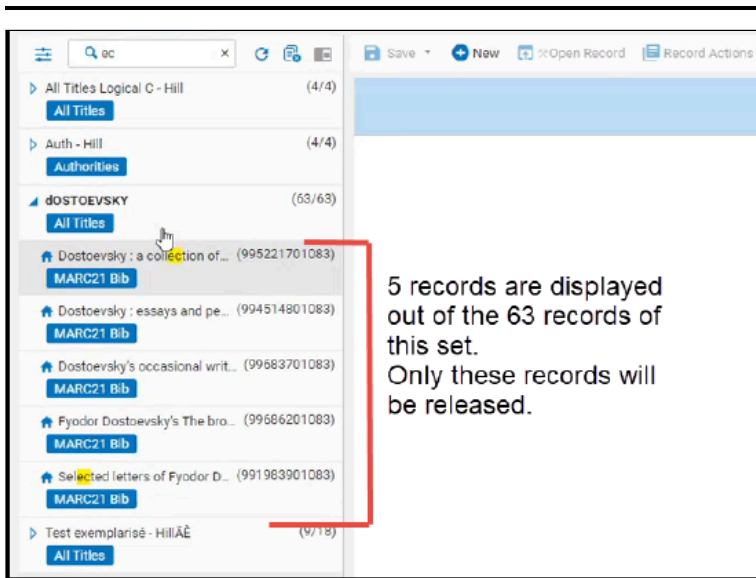 ec × Save New Open Record Record Actions
All Titles Logical C - Hill (4/4)
All Titles
Auth - Hill (4/4)
Authorities
dOSTOEVSKY (63/63)
All Titles
Dostoevsky : a collection of... (995221701083)
MARC21 Bib
Dostoevsky : essays and pe... (994514801083)
MARC21 Bib
Dostoevsky's occasional writ... (99683701083)
MARC21 Bib
Fyodor Dostoevsky's The bro... (99686201083)
MARC21 Bib
Selected letters of Fyodor D... (991983901083)
MARC21 Bib
Test exemplarisé - HillÃÈ (9/18)
All Titles
5 records are displayed
out of the 63 records of
this set.
Only these records will
be released.